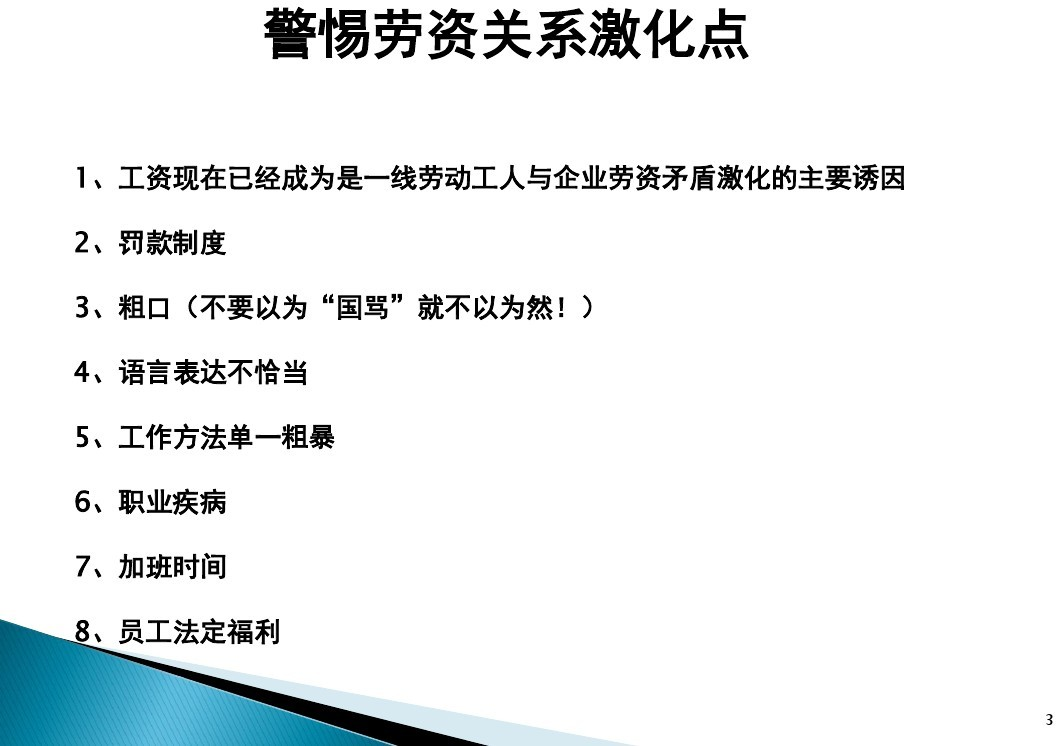 警惕劳资关系激化点
1、工资现在已经成为是一线劳动工人与企业劳资矛盾激化的主要诱因
2、罚款制度
3、粗口（不要以为“国骂”就不以为然！）
4、语言表达不恰当
5、工作方法单一粗暴
6、职业疾病
7、加班时间
8、员工法定福利
3